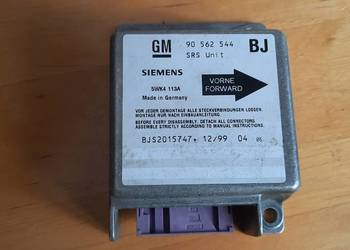 GM 90 562 544 BJ
SRS Unit
SIEMENS
VORNE
FORWARD
5WK4 113A
Made in Germany
VOR JEDER DEMONTAGE ALLE STECKVERBINDUNGEN LOESEN.
MONTAGE NUR NACH EINBAUANLEITUNG.
BEFORE EVERY DISASSEMBLY, DETACH ALL CONNECTORS
ASSEMBLE STRICTLY ACCORDING TO MANUAL INSTRUCTIONS.
BJS2015747+ 12/99 04